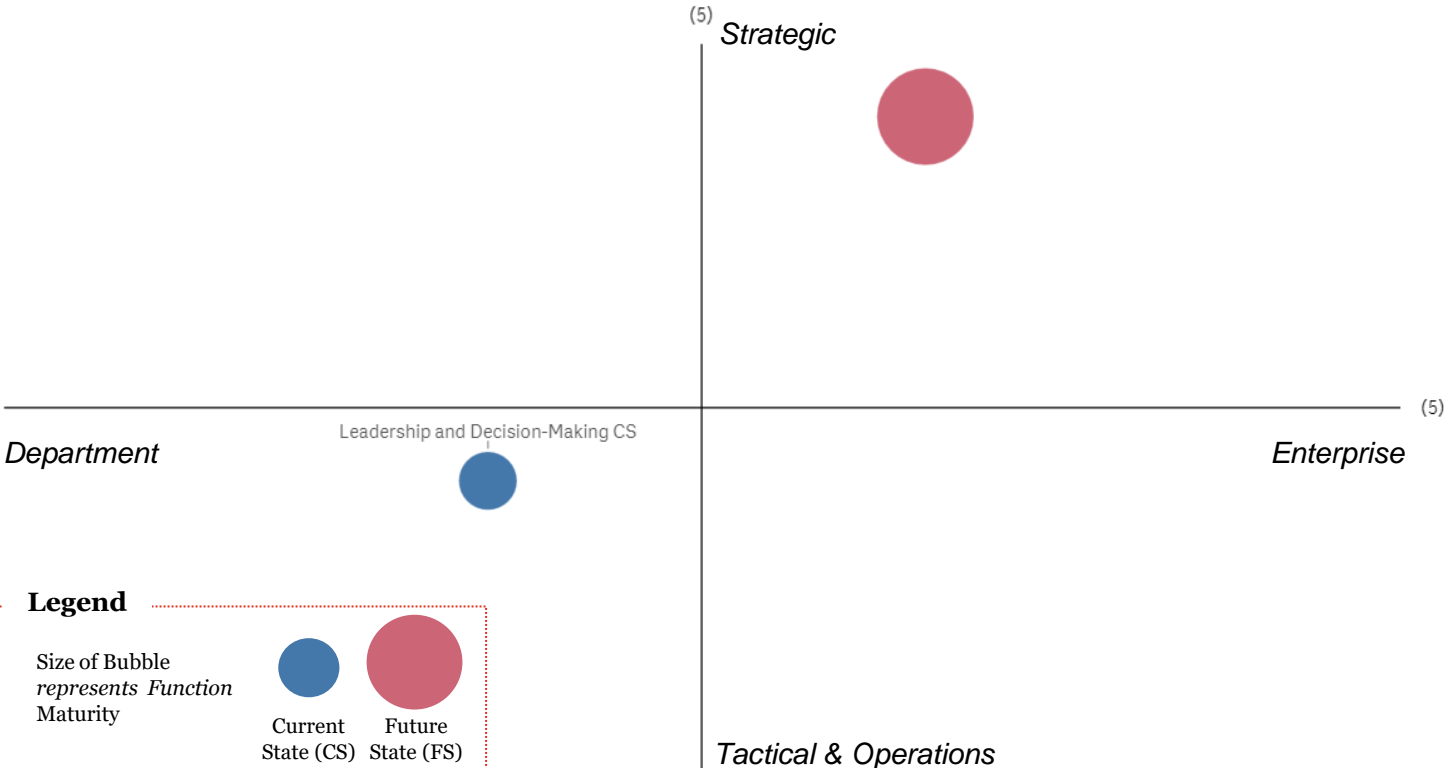 (5)
Strategic
(5)
Department
Leadership and Decision-Making CS
Enterprise
Legend
Size of Bubble
represents Function
Maturity
Current
State (CS)
Future
State (FS)
Tactical & Operations